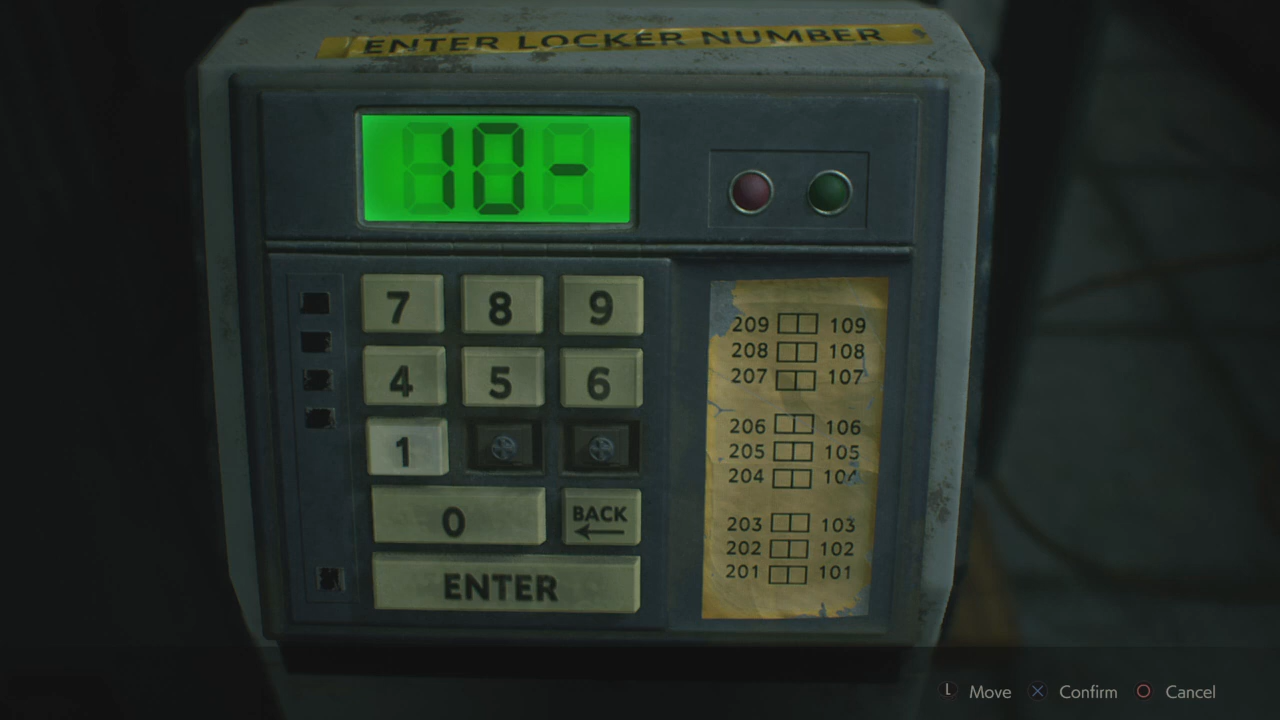 ENTER LOCKER NUMBER
10-
7 8 9
4 5 6
1
0 BACK
ENTER
209 109
208 108
207 107
206 106
205 105
204 104
203 103
202 102
201 101
L Move X Confirm O Cancel